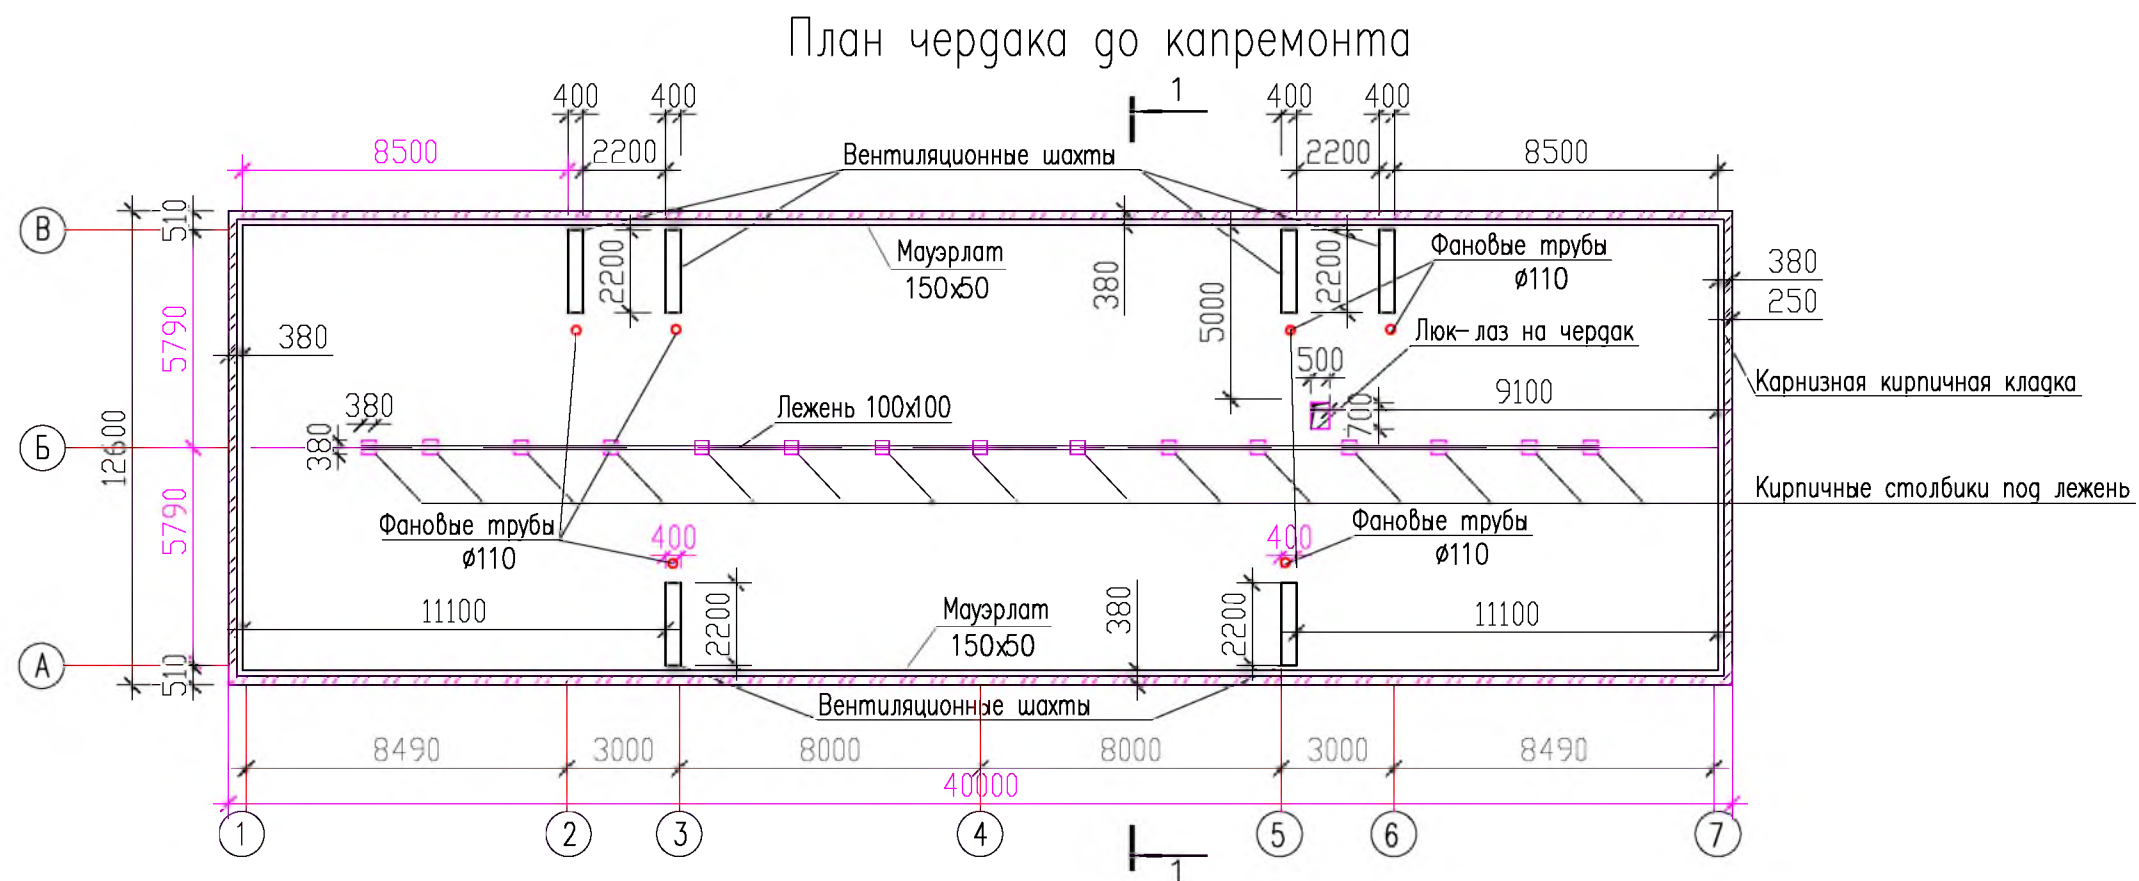 План чердака до капремонта
400
400
1
400
400
8500
2200
Вентиляционные шахты
2200
8500
В
510
Мауэрлат
150х50
2200
380
5000
2200
Фановые трубы
ø110
380
250
5790
380
Люк-лаз на чердак
500
700
9100
Карнизная кирпичная кладка
380
Лежень 100х100
380
Б
12600
Кирпичные столбики под лежень
5790
Фановые трубы
ø110
400
400
Фановые трубы
ø110
11100
2200
Мауэрлат
150х50
380
2200
11100
А
510
Вентиляционные шахты
8490
3000
8000
8000
3000
8490
40000
1
2
3
4
5
6
7
1